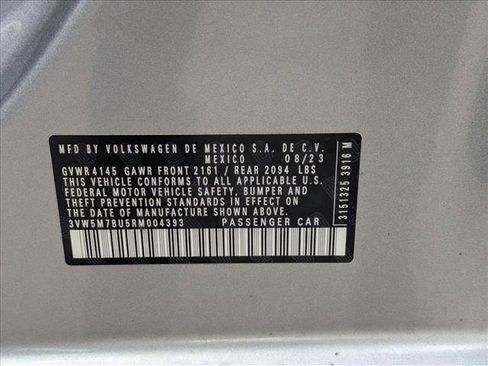 MFD BY VOLKSWAGEN DE MEXICO S.A. DE C.V.
MEXICO 08/23
GVWR4145 GAWR FRONT 2161 / REAR 2094 LBS
THIS VEHICLE CONFORMS TO ALL APPLICABLE U.S.
FEDERAL MOTOR VEHICLE SAFETY, BUMPER AND
THEFT PREVENTION STANDARDS IN EFFECT ON
THE DATE OF MANUFACTURE SHOWN ABOVE.
3VW5M7BU5RM004393 PASSENGER CAR
3151325 3916 M